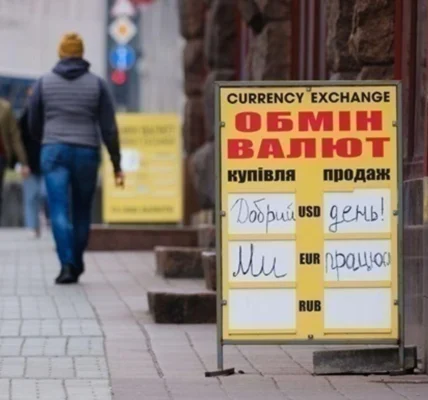 CURRENCY EXCHANGE
ОБМІН
ВАЛЮТ
купівля продаж
Добрий USD день!
Ми EUR працює
RUB